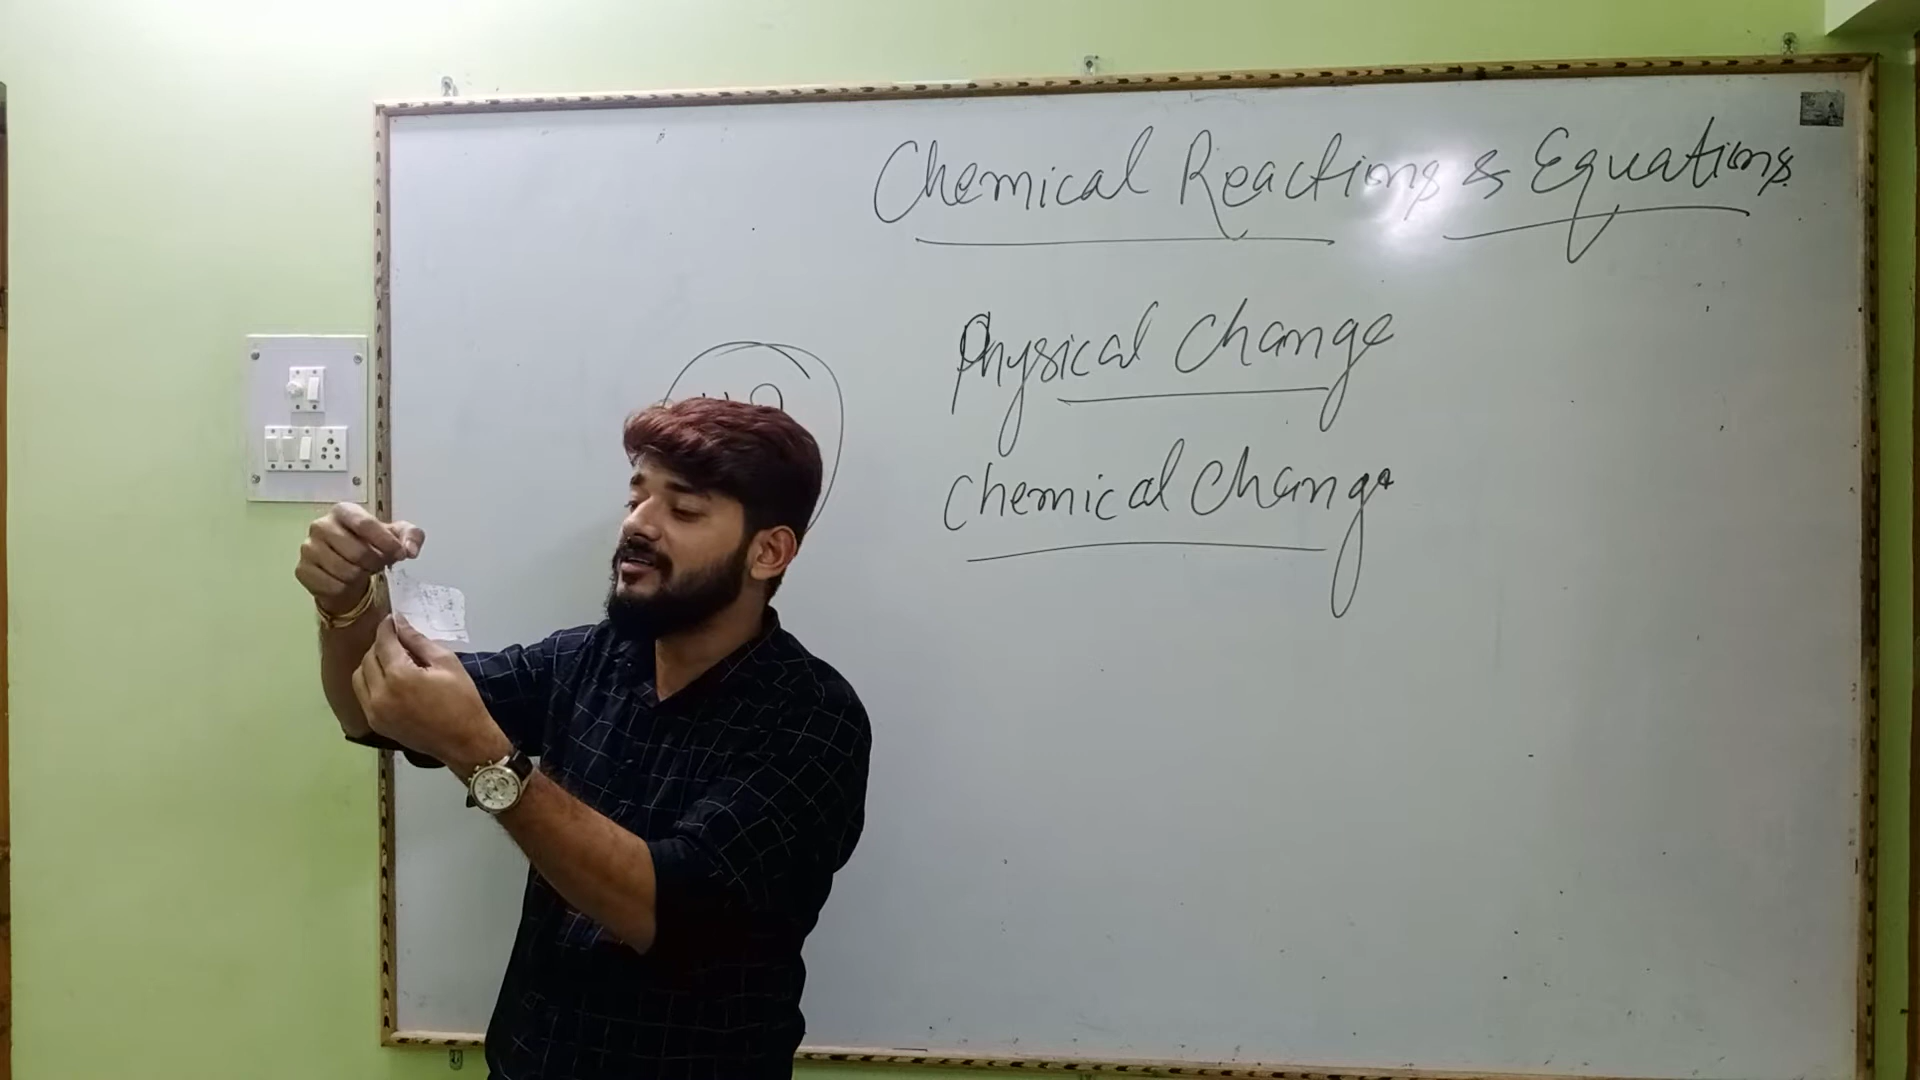 Chemical Reactions & Equations
Physical Change
Chemical Change